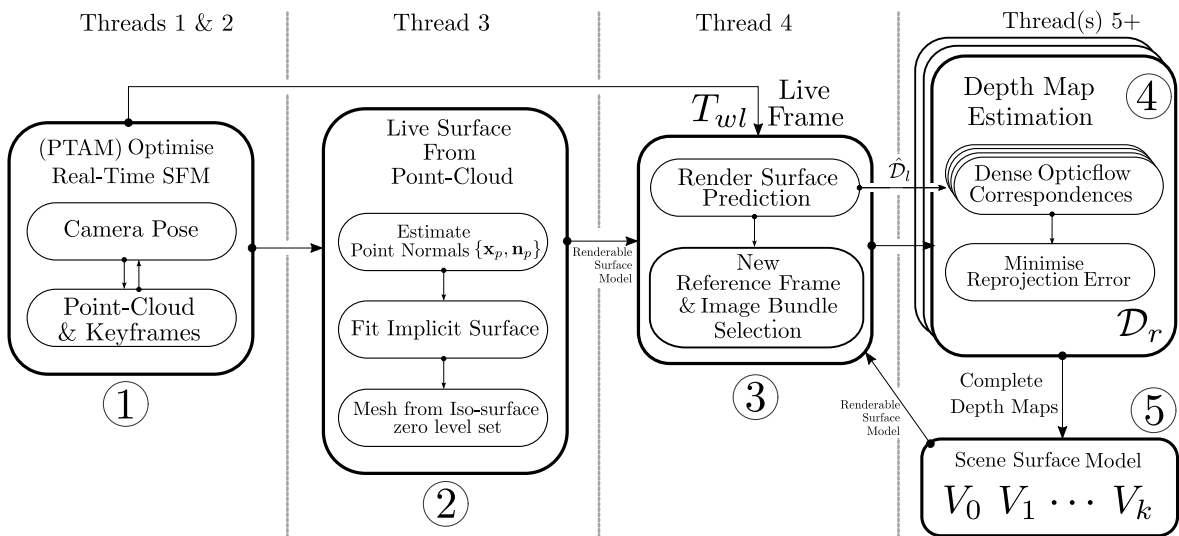 Threads 1 & 2
Thread 3
Thread 4
Thread(s) 5+
(PTAM) Optimise
Real-Time SFM
Camera Pose
Point-Cloud
& Keyframes
1
Live Surface
From
Point-Cloud
Estimate
Point Normals {x_p, n_p}
Fit Implicit Surface
Mesh from Iso-surface
zero level set
2
Renderable
Surface
Model
T_{wl}
Live
Frame
Render Surface
Prediction
New
Reference Frame
& Image Bundle
Selection
3
\hat{D}_l
Depth Map
Estimation
4
Dense Opticflow
Correspondences
Minimise
Reprojection Error
D_r
Complete
Depth Maps
5
Renderable
Surface
Model
Scene Surface Model
V_0 V_1 ··· V_k